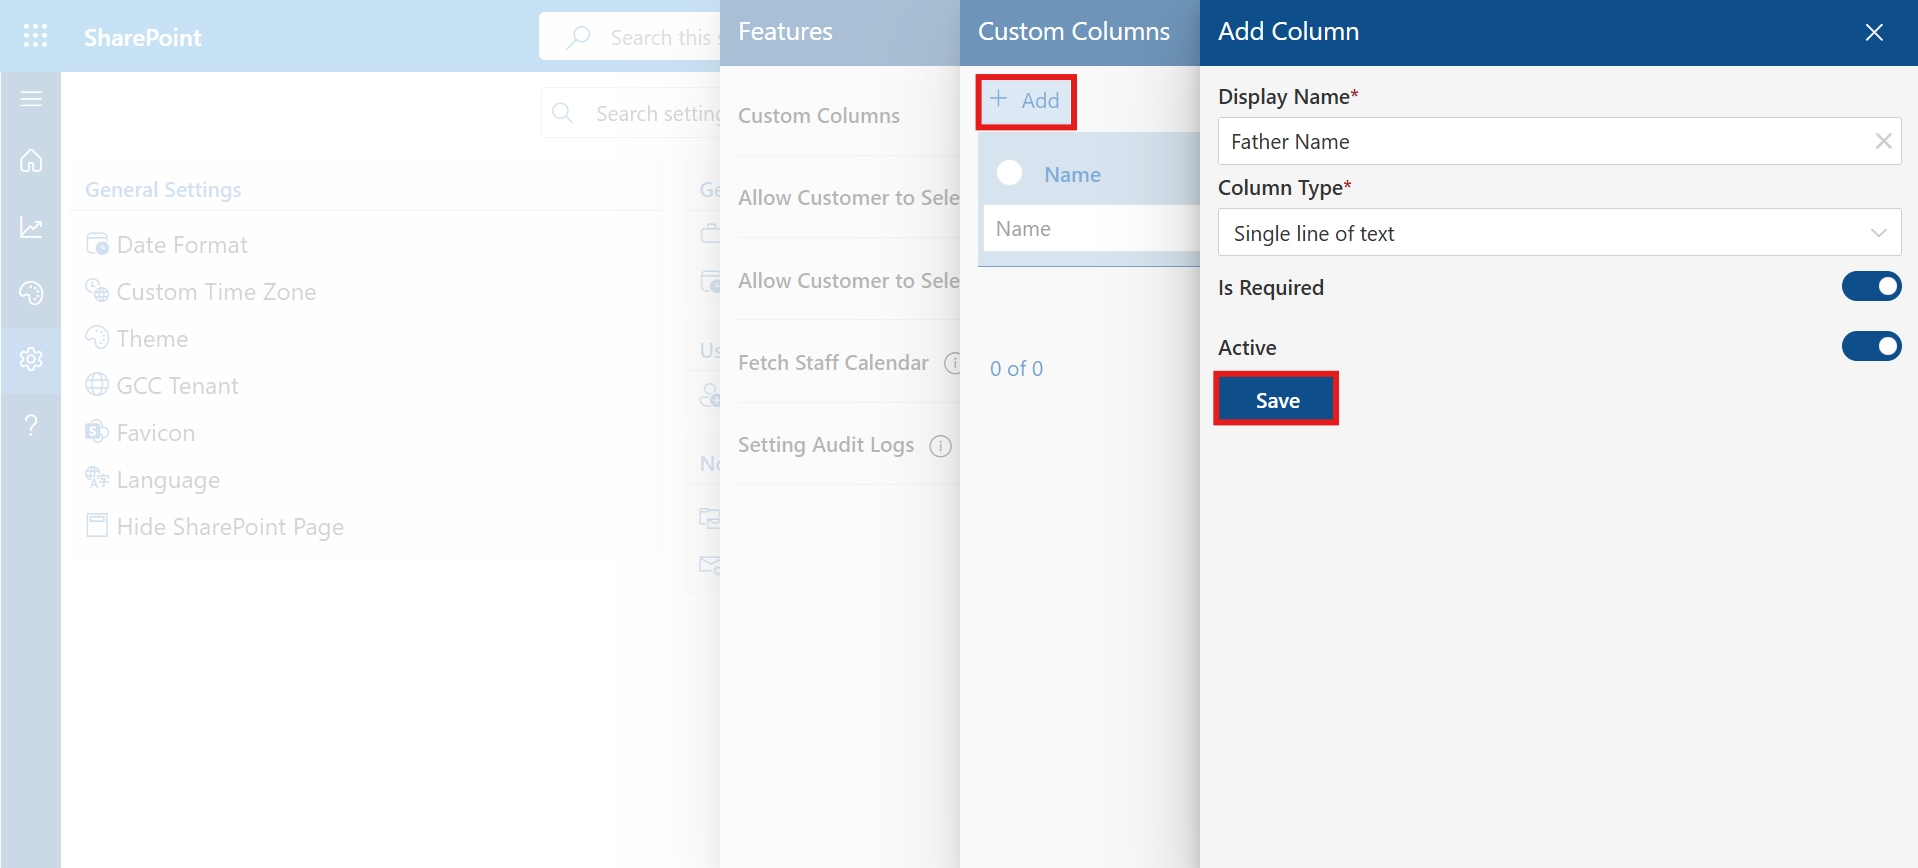 SharePoint
Search this
Search setting
General Settings
Date Format
Custom Time Zone
Theme
GCC Tenant
Favicon
Language
Hide SharePoint Page
Ge
Us
No
Features
Custom Columns
Allow Customer to Sele
Allow Customer to Sele
Fetch Staff Calendar
Setting Audit Logs
Custom Columns
+ Add
Name
Name
0 of 0
Add Column
Display Name*
Father Name
Column Type*
Single line of text
Is Required
Active
Save